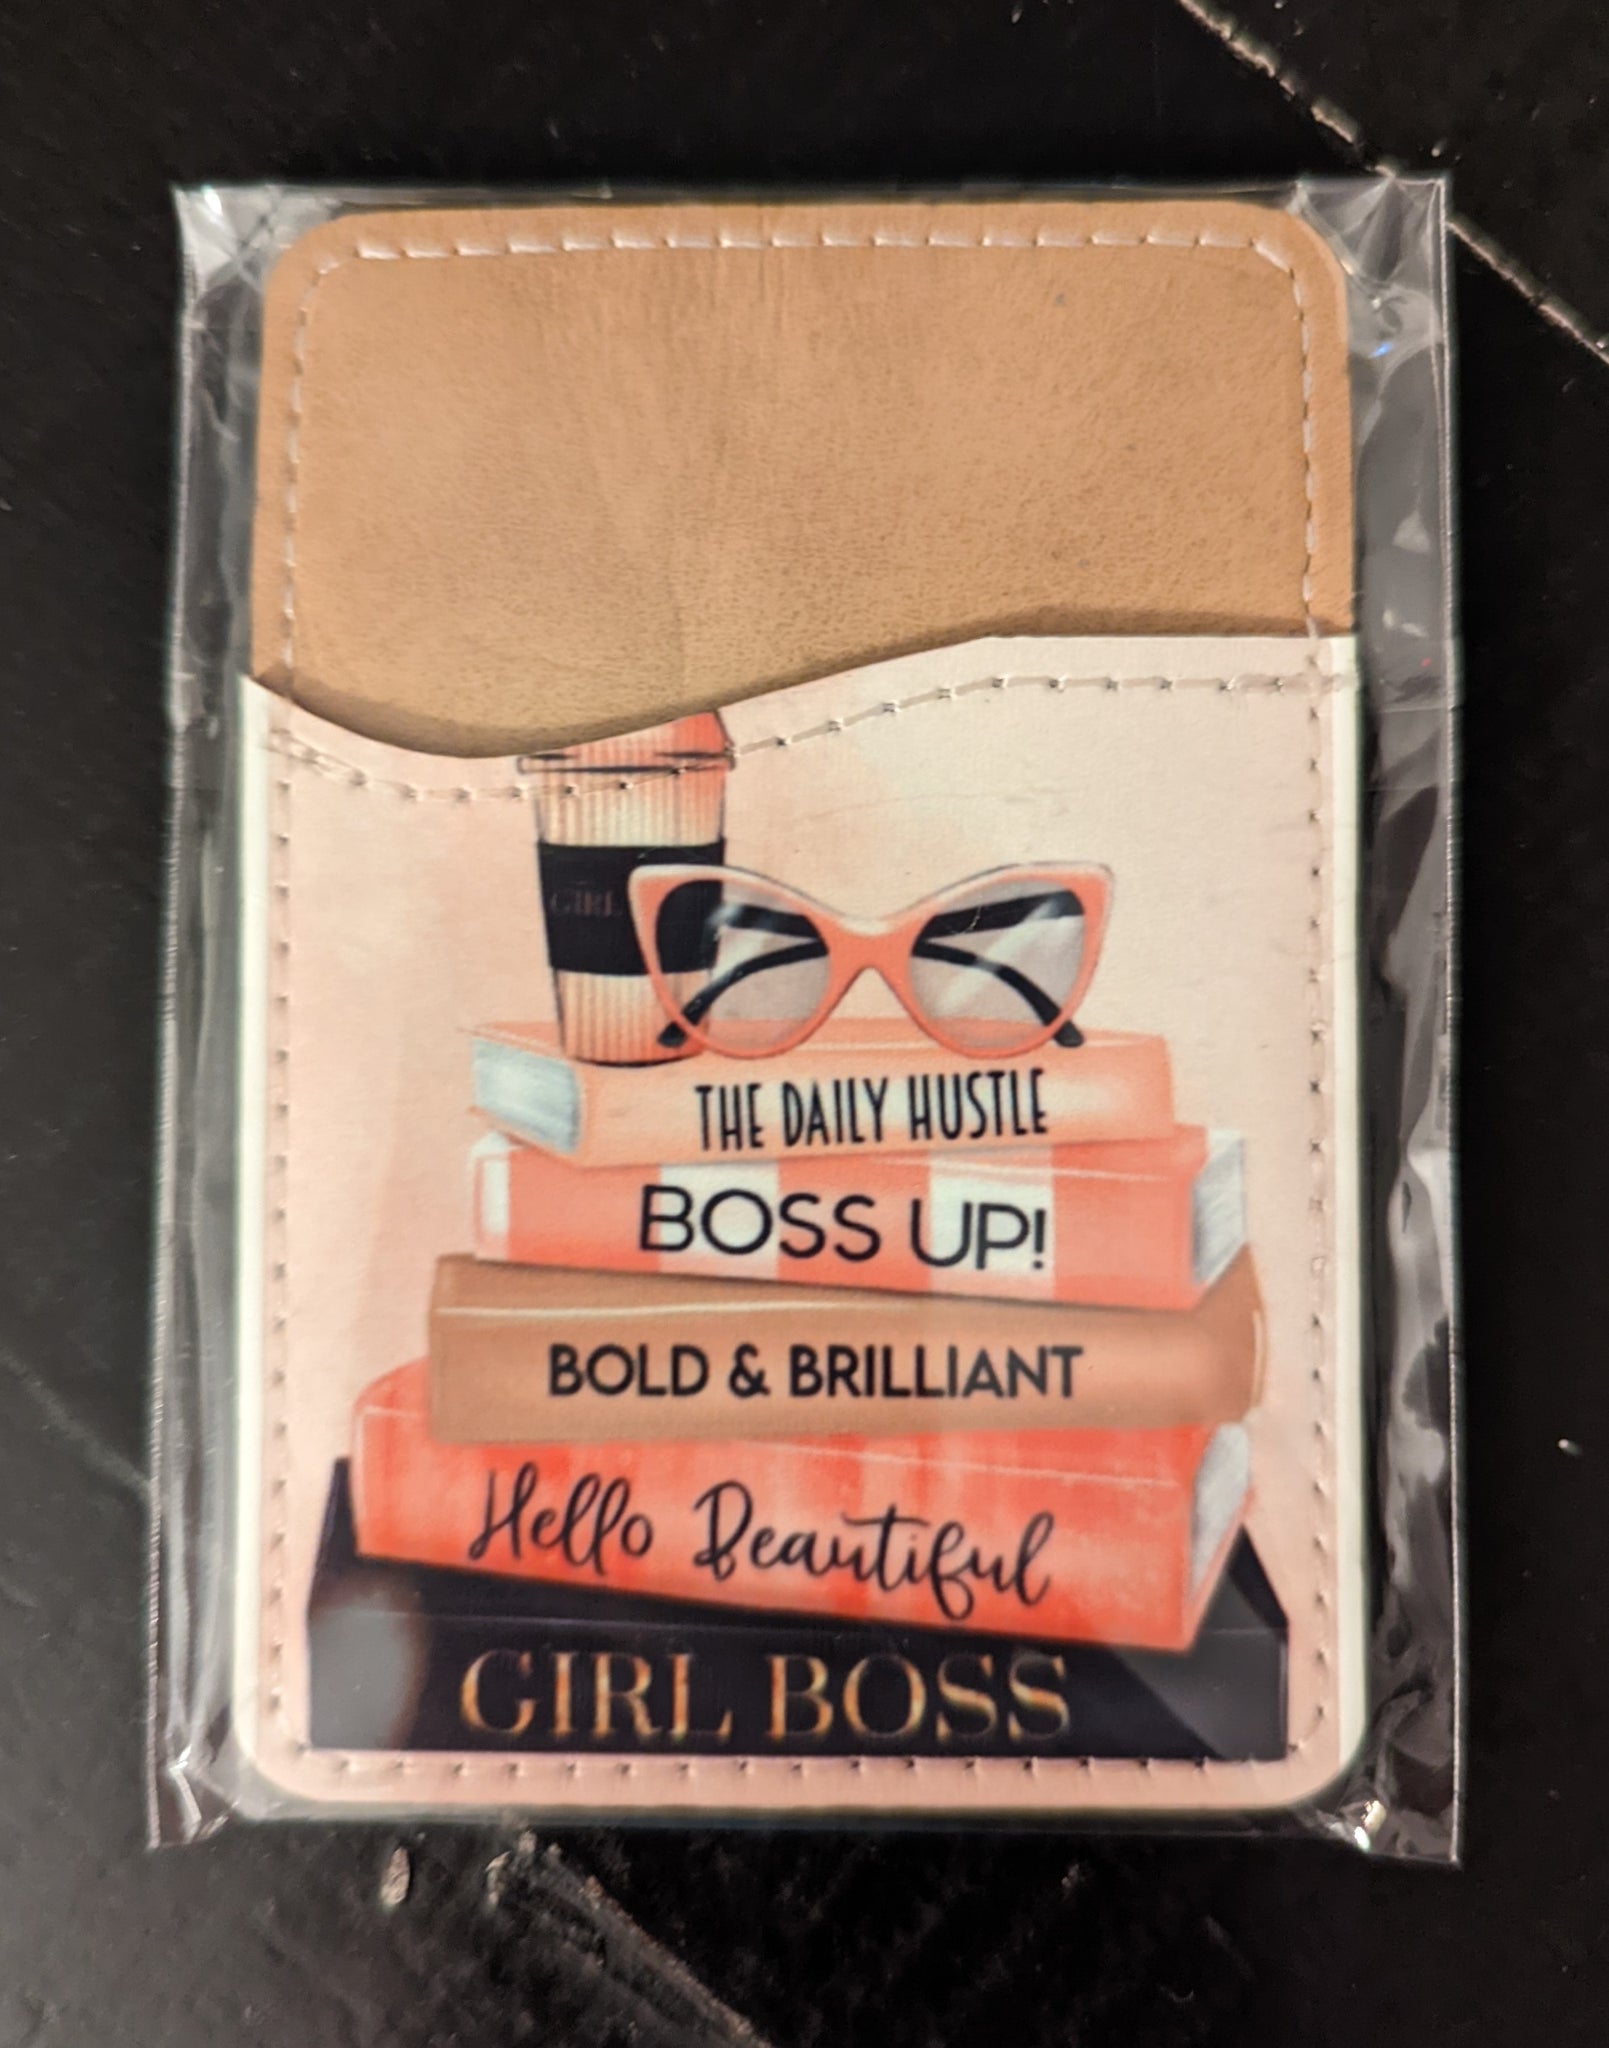 GIRL
THE DAILY HUSTLE
BOSS UP!
BOLD & BRILLIANT
Hello Beautiful
GIRL BOSS